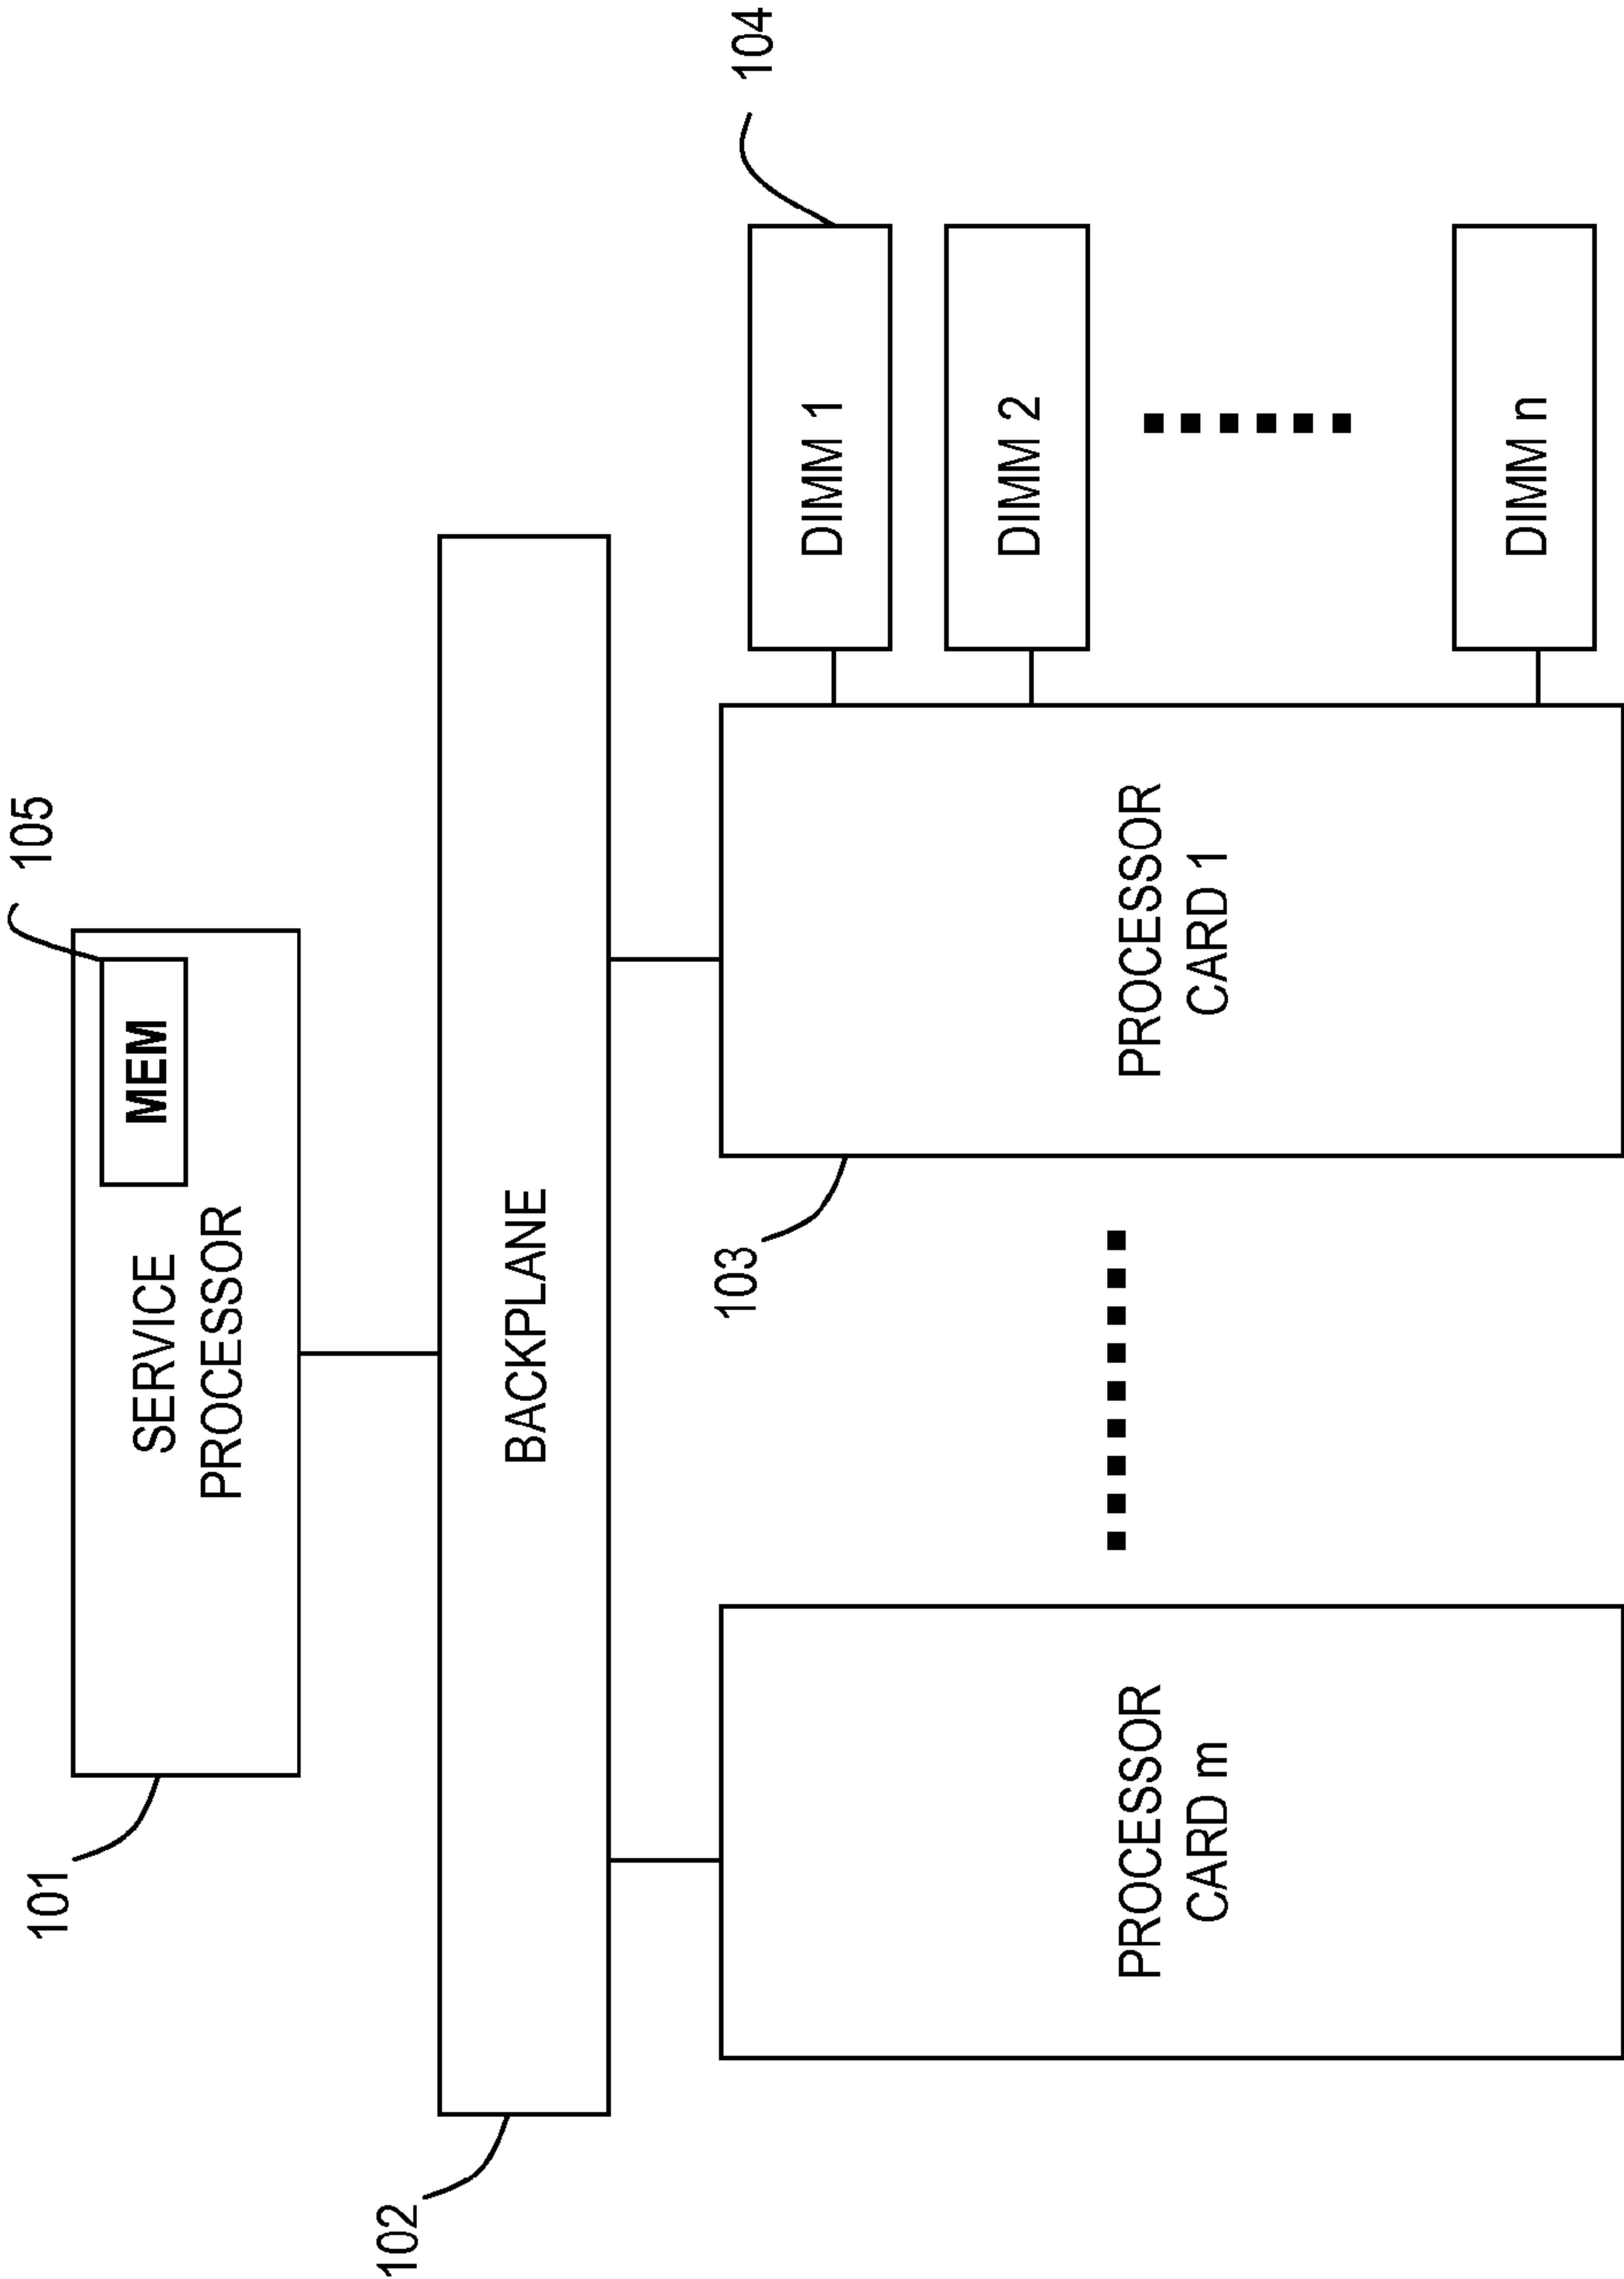 105
101
MEM
SERVICE
PROCESSOR
102
BACKPLANE
103
104
PROCESSOR
CARD m
PROCESSOR
CARD 1
DIMM 1
DIMM 2
DIMM n